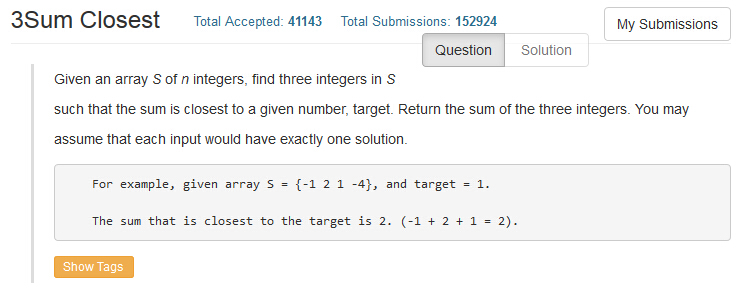 3Sum Closest Total Accepted: 41143 Total Submissions: 152924 My Submissions
Question Solution
Given an array S of n integers, find three integers in S
such that the sum is closest to a given number, target. Return the sum of the three integers. You may
assume that each input would have exactly one solution.
For example, given array S = {-1 2 1 -4}, and target = 1.
The sum that is closest to the target is 2. (-1 + 2 + 1 = 2).
Show Tags